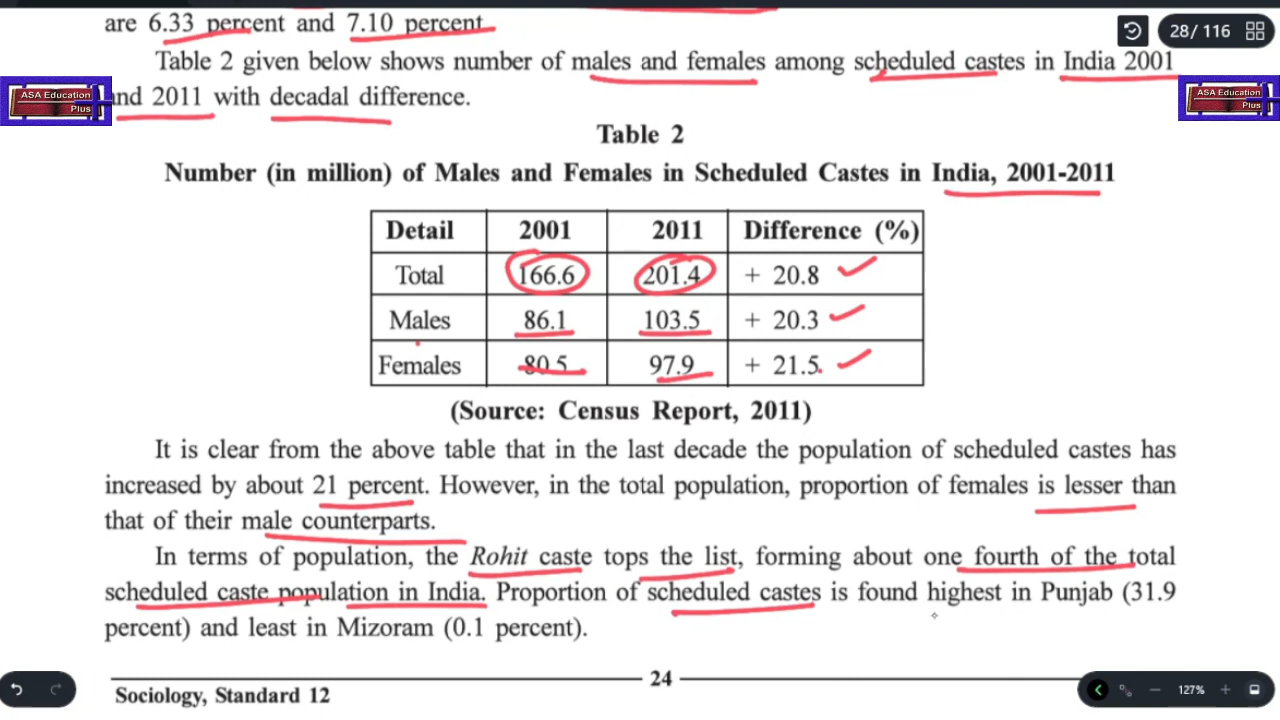 are 6.33 percent and 7.10 percent
28/ 116
Table 2 given below shows number of males and females among scheduled castes in India 2001
and 2011 with decadal difference.
ASA Education
Plus
ASA Education
Plus
Table 2
Number (in million) of Males and Females in Scheduled Castes in India, 2001-2011
Detail 2001 2011 Difference (%)
Total 166.6 201.4 + 20.8
Males 86.1 103.5 + 20.3
Females 80.5 97.9 + 21.5
(Source: Census Report, 2011)
It is clear from the above table that in the last decade the population of scheduled castes has
increased by about 21 percent. However, in the total population, proportion of females is lesser than
that of their male counterparts.
In terms of population, the Rohit caste tops the list, forming about one fourth of the total
scheduled caste population in India. Proportion of scheduled castes is found highest in Punjab (31.9
percent) and least in Mizoram (0.1 percent).
24
Sociology, Standard 12
127%